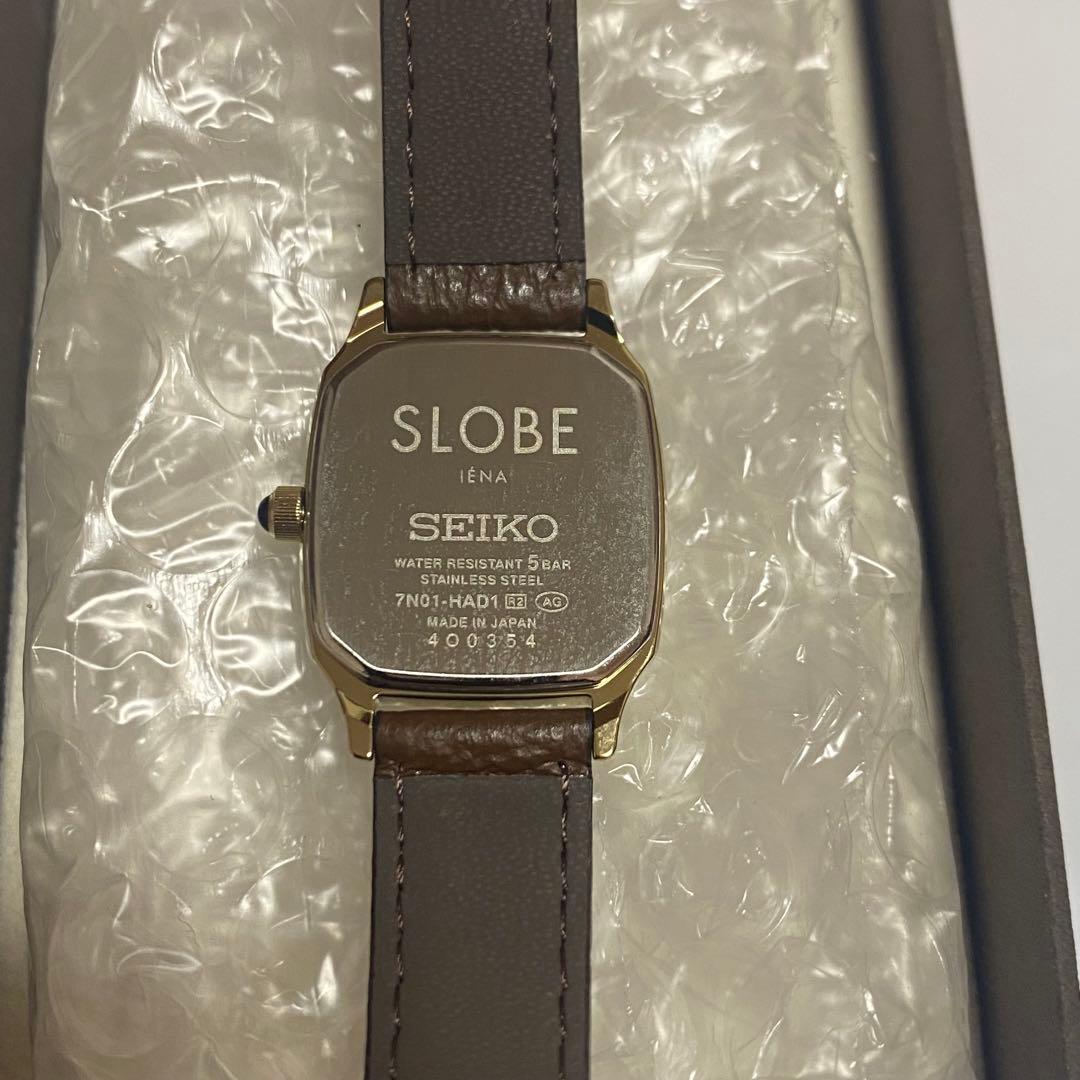 SLOBE
IÉNA
SEIKO
WATER RESISTANT 5 BAR
STAINLESS STEEL
7N01-HAD1 R2 AG
MADE IN JAPAN
400354